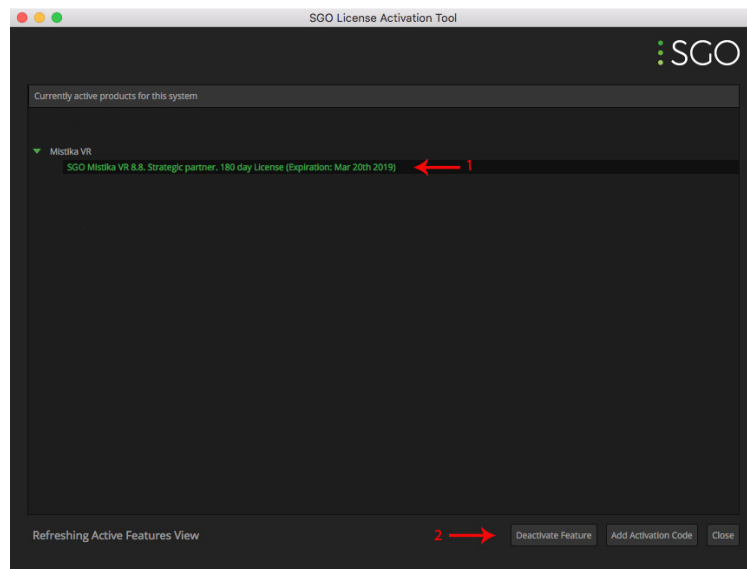 SGO License Activation Tool
SGO
Currently active products for this system
Mistika VR
SGO Mistika VR 8.8. Strategic partner. 180 day License (Expiration: Mar 20th 2019)
1
Refreshing Active Features View
2
Deactivate Feature
Add Activation Code
Close